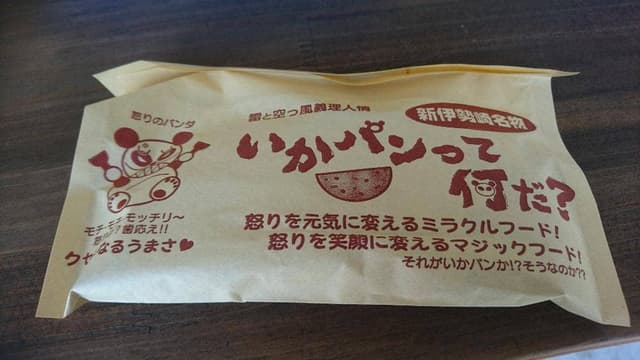 雷と空っ風義理人情
新伊勢崎名物
いかパンって
何だ?
怒りを元気に変えるミラクルフード!
怒りを笑顔に変えるマジックフード!
それがいかパンか!?そうなのか??
怒りのパンダ
モチ・モチ モッチリ〜
歯応え!!
なるうまさ♥